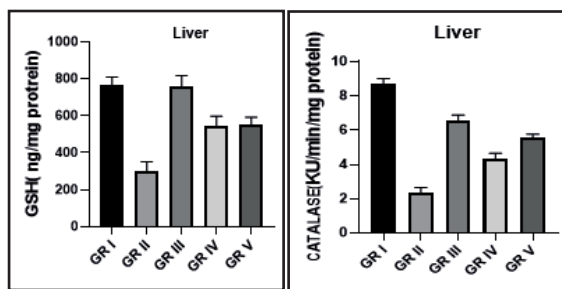 Liver
GSH( ng/mg protrein)
1000
800
600
400
200
0
GR I
GR II
GR III
GR IV
GR V
Liver
CATALASE(KU/min/mg protein)
10
8
6
4
2
0
GR I
GR II
GR III
GR IV
GR V